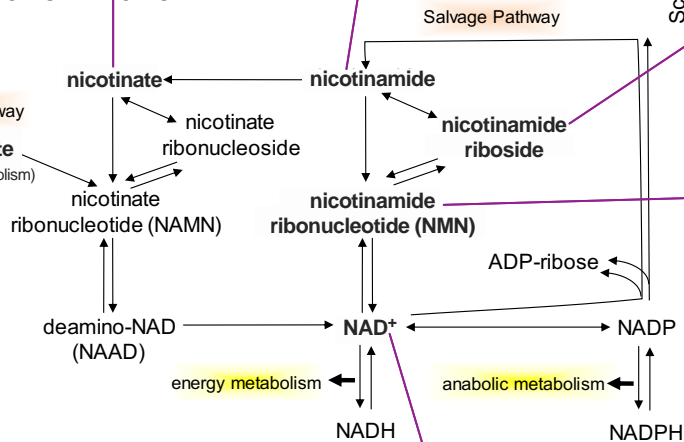 Salvage Pathway
Sc
nicotinate
nicotinamide
way
nicotinate
ribonucleoside
nicotinamide
riboside
te
olism)
nicotinate
ribonucleotide (NAMN)
nicotinamide
ribonucleotide (NMN)
ADP-ribose
deamino-NAD
(NAAD)
NAD+
NADP
energy metabolism
anabolic metabolism
NADH
NADPH